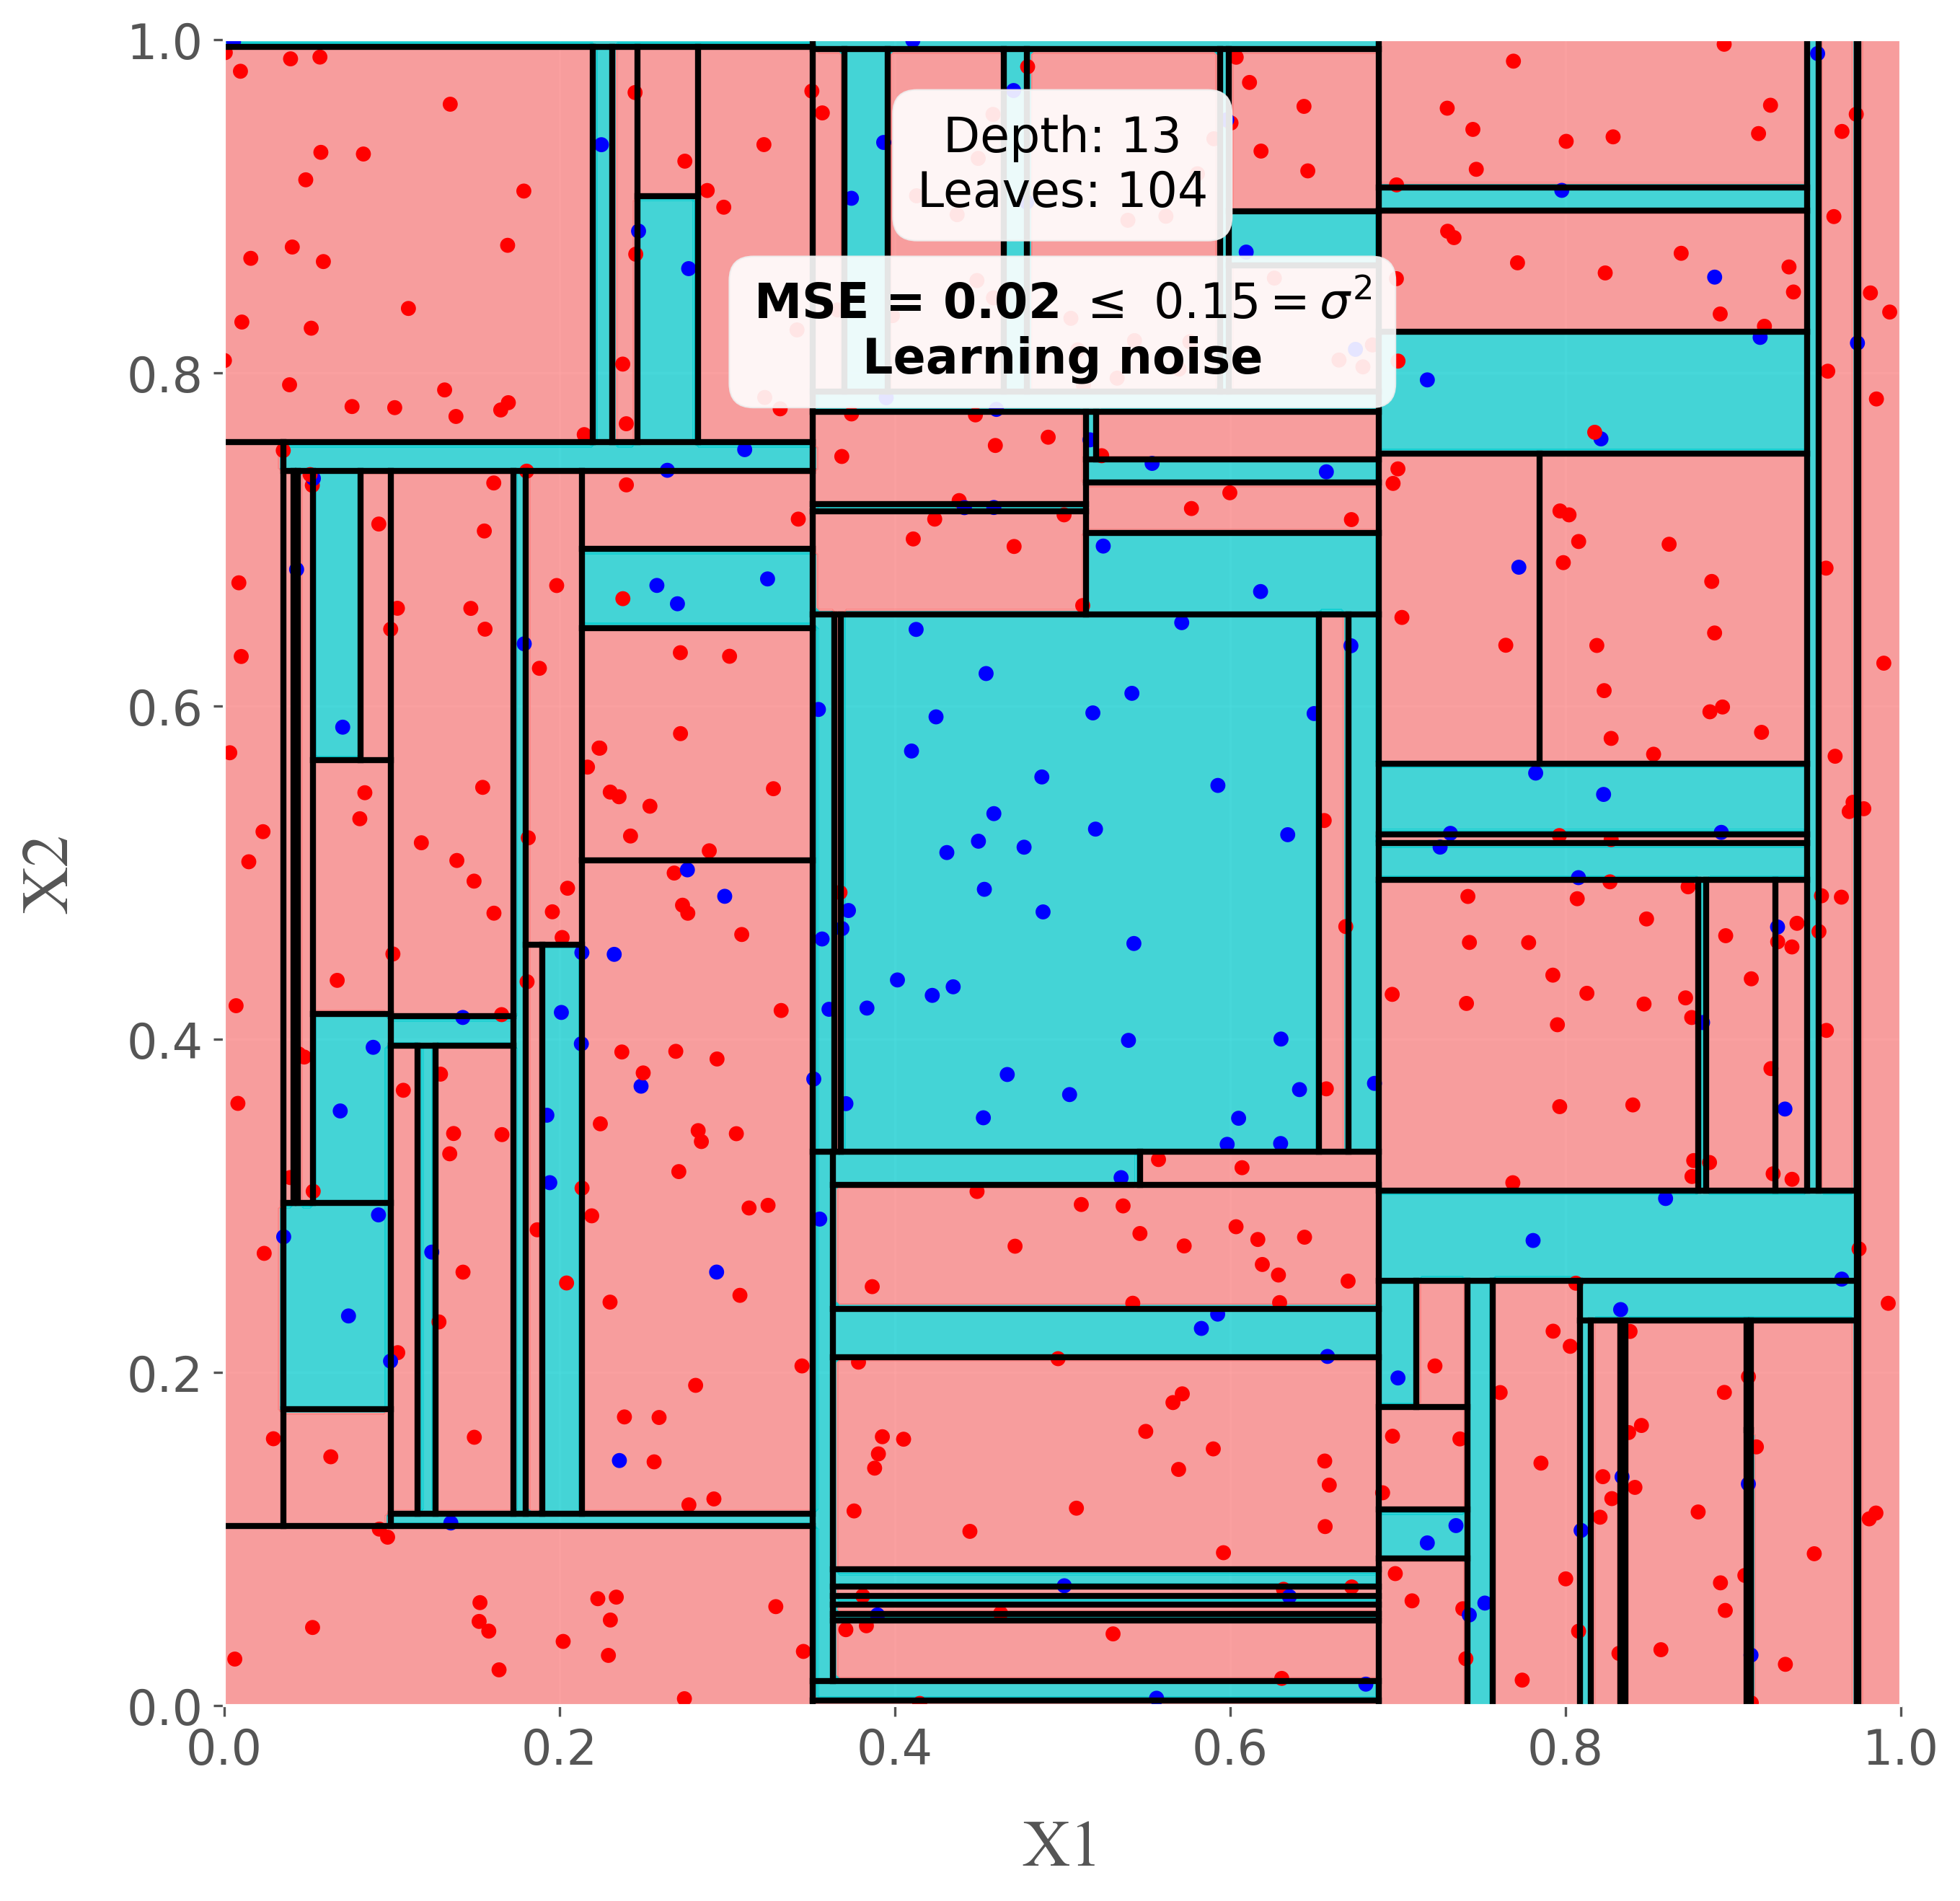 1.0
0.8
0.6
0.4
0.2
0.0
X2
Depth: 13
Leaves: 104
MSE = 0.02 ≤ 0.15 = σ²
Learning noise
0.0 0.2 0.4 0.6 0.8 1.0
X1